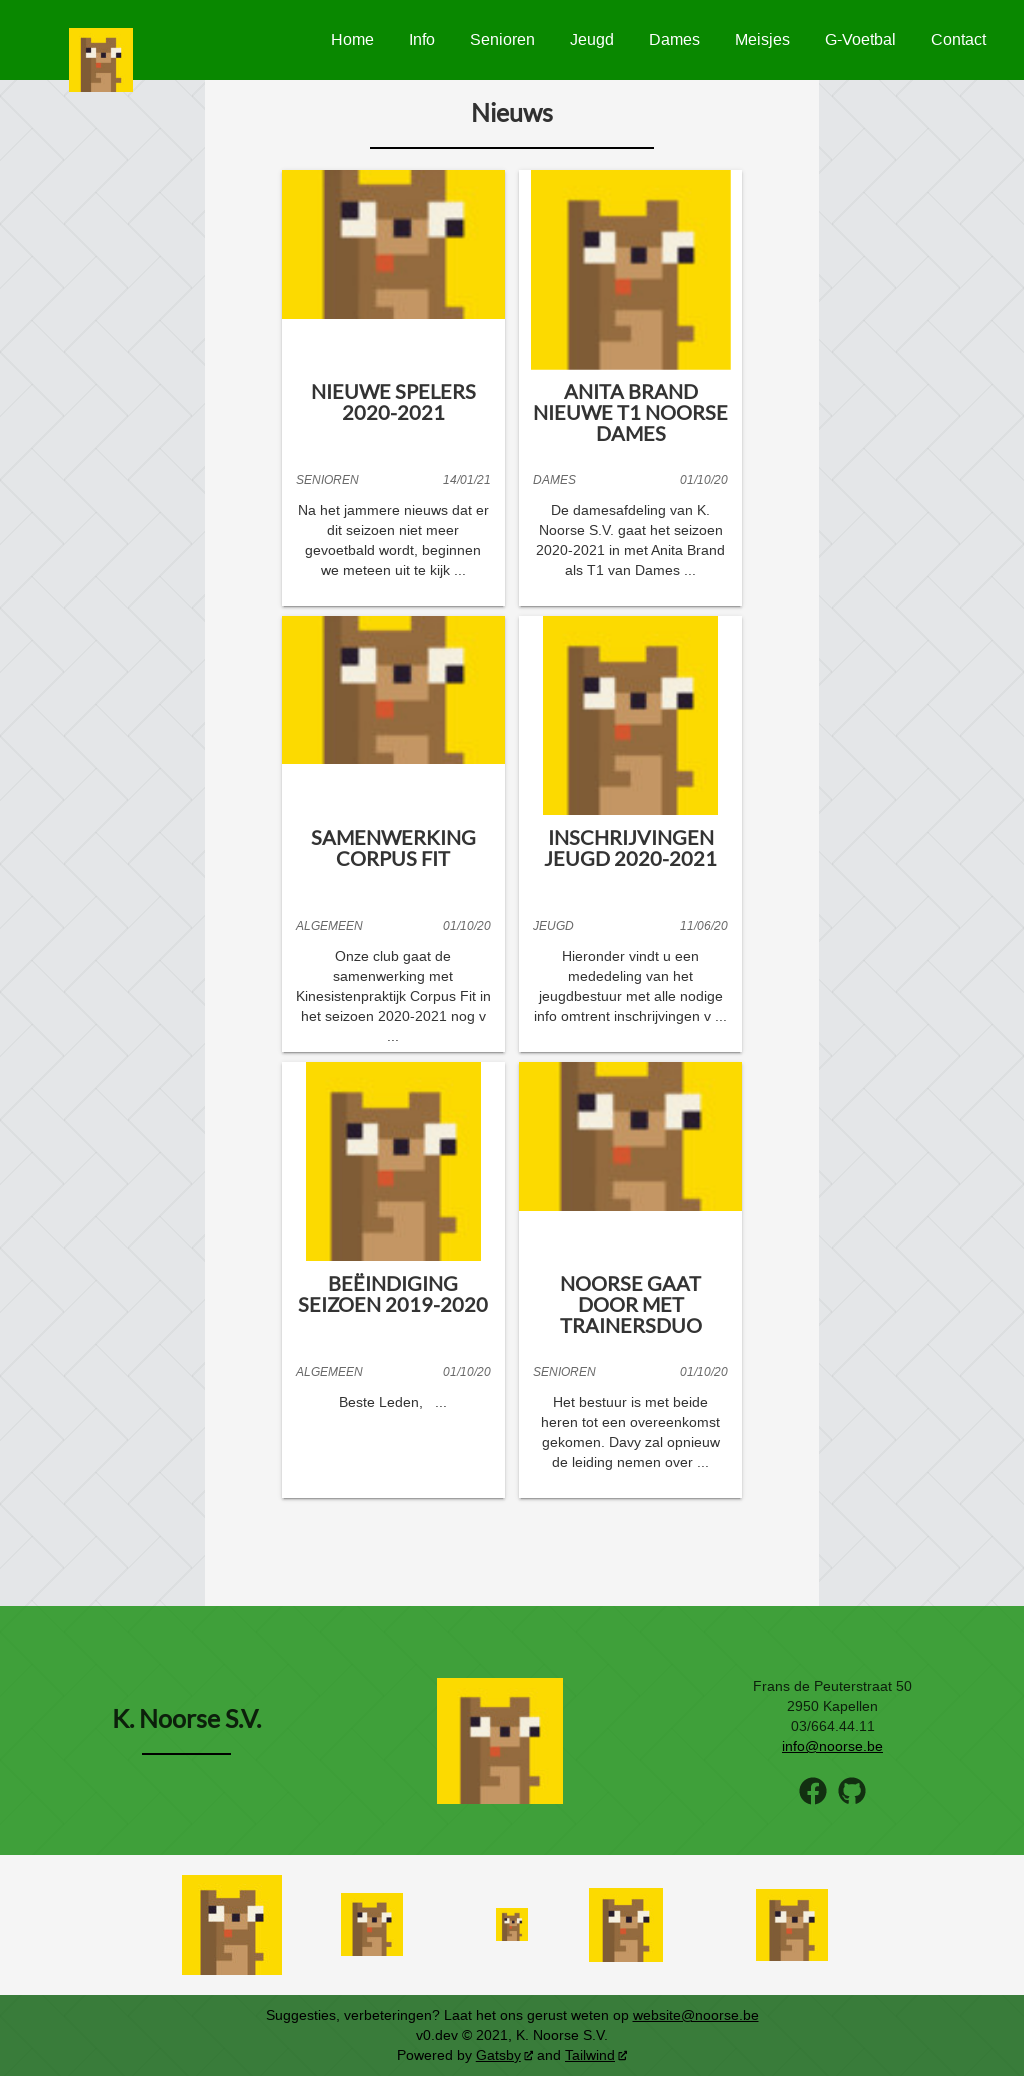 Home Info Senioren Jeugd Dames Meisjes G-Voetbal Contact
Nieuws
NIEUWE SPELERS
2020-2021
SENIOREN 14/01/21
Na het jammere nieuws dat er
dit seizoen niet meer
gevoetbald wordt, beginnen
we meteen uit te kijk ...
ANITA BRAND
NIEUWE T1 NOORSE
DAMES
DAMES 01/10/20
De damesafdeling van K.
Noorse S.V. gaat het seizoen
2020-2021 in met Anita Brand
als T1 van Dames ...
SAMENWERKING
CORPUS FIT
ALGEMEEN 01/10/20
Onze club gaat de
samenwerking met
Kinesistenpraktijk Corpus Fit in
het seizoen 2020-2021 nog v
...
INSCHRIJVINGEN
JEUGD 2020-2021
JEUGD 11/06/20
Hieronder vindt u een
mededeling van het
jeugdbestuur met alle nodige
info omtrent inschrijvingen v ...
BEËINDIGING
SEIZOEN 2019-2020
ALGEMEEN 01/10/20
Beste Leden, ...
NOORSE GAAT
DOOR MET
TRAINERSDUO
SENIOREN 01/10/20
Het bestuur is met beide
heren tot een overeenkomst
gekomen. Davy zal opnieuw
de leiding nemen over ...
K. Noorse S.V.
Frans de Peuterstraat 50
2950 Kapellen
03/664.44.11
info@noorse.be
Suggesties, verbeteringen? Laat het ons gerust weten op website@noorse.be
v0.dev © 2021, K. Noorse S.V.
Powered by Gatsby and Tailwind